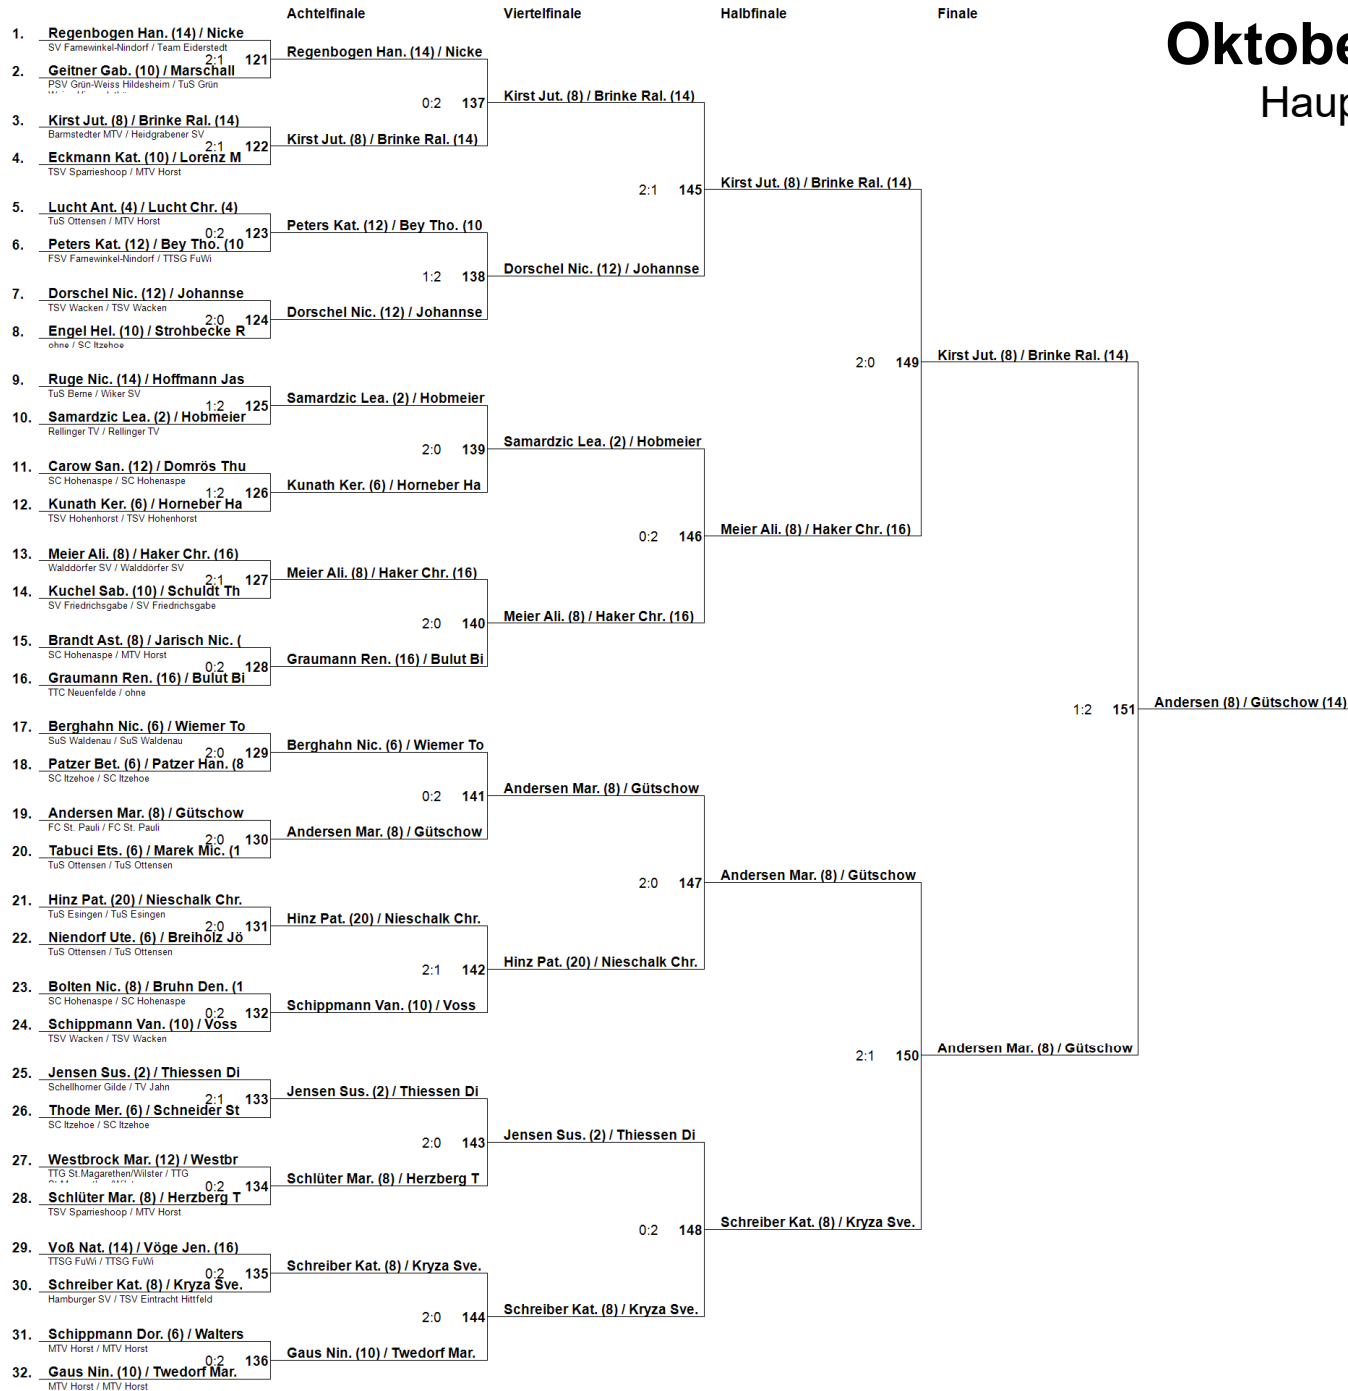 Achtelfinale Viertelfinale Halbfinale Finale
Oktobe
Haup
1. Regenbogen Han. (14) / Nicke
SV Farnewinkel-Nindorf / Team Eiderstedt
2:1 121
2. Geitner Gab. (10) / Marschall
PSV Grün-Weiss Hildesheim / TuS Grün
3. Kirst Jut. (8) / Brinke Ral. (14)
Barmstedter MTV / Heidgrabener SV
2:1 122
4. Eckmann Kat. (10) / Lorenz M
TSV Sparrieshoop / MTV Horst
5. Lucht Ant. (4) / Lucht Chr. (4)
TuS Ottensen / MTV Horst
0:2 123
6. Peters Kat. (12) / Bey Tho. (10
FSV Farnewinkel-Nindorf / TTSG FuWi
7. Dorschel Nic. (12) / Johannse
TSV Wacken / TSV Wacken
2:0 124
8. Engel Hel. (10) / Strohbecke R
ohne / SC Itzehoe
9. Ruge Nic. (14) / Hoffmann Jas
TuS Berne / Wiker SV
1:2 125
10. Samardzic Lea. (2) / Hobmeier
Rellinger TV / Rellinger TV
11. Carow San. (12) / Domrös Thu
SC Hohenaspe / SC Hohenaspe
1:2 126
12. Kunath Ker. (6) / Horneber Ha
TSV Hohenhorst / TSV Hohenhorst
13. Meier Ali. (8) / Haker Chr. (16)
Walddörfer SV / Walddörfer SV
2:1 127
14. Kuchel Sab. (10) / Schuldt Th
SV Friedrichsgabe / SV Friedrichsgabe
15. Brandt Ast. (8) / Jarisch Nic. (
SC Hohenaspe / MTV Horst
0:2 128
16. Graumann Ren. (16) / Bulut Bi
TTC Neuenfelde / ohne
17. Berghahn Nic. (6) / Wiemer To
SuS Waldenau / SuS Waldenau
2:0 129
18. Patzer Bet. (6) / Patzer Han. (8
SC Itzehoe / SC Itzehoe
19. Andersen Mar. (8) / Gütschow
FC St. Pauli / FC St. Pauli
2:0 130
20. Tabuci Ets. (6) / Marek Mic. (1
TuS Ottensen / TuS Ottensen
21. Hinz Pat. (20) / Nieschalk Chr.
TuS Esingen / TuS Esingen
2:0 131
22. Niendorf Ute. (6) / Breiholz Jö
TuS Ottensen / TuS Ottensen
23. Bolten Nic. (8) / Bruhn Den. (1
SC Hohenaspe / SC Hohenaspe
0:2 132
24. Schippmann Van. (10) / Voss
TSV Wacken / TSV Wacken
25. Jensen Sus. (2) / Thiessen Di
Schellhorner Gilde / TV Jahn
2:1 133
26. Thode Mer. (6) / Schneider St
SC Itzehoe / SC Itzehoe
27. Westbrock Mar. (12) / Westbr
TTG St.Magarethen/Wilster / TTG
0:2 134
28. Schlüter Mar. (8) / Herzberg T
TSV Sparrieshoop / MTV Horst
29. Voß Nat. (14) / Vöge Jen. (16)
TTSG FuWi / TTSG FuWi
0:2 135
30. Schreiber Kat. (8) / Kryza Sve.
Hamburger SV / TSV Eintracht Hittfeld
31. Schippmann Dor. (6) / Walters
MTV Horst / MTV Horst
0:2 136
32. Gaus Nin. (10) / Twedorf Mar.
MTV Horst / MTV Horst
Regenbogen Han. (14) / Nicke
0:2 137
Kirst Jut. (8) / Brinke Ral. (14)
Peters Kat. (12) / Bey Tho. (10
1:2 138
Dorschel Nic. (12) / Johannse
Samardzic Lea. (2) / Hobmeier
2:0 139
Kunath Ker. (6) / Horneber Ha
Meier Ali. (8) / Haker Chr. (16)
2:0 140
Graumann Ren. (16) / Bulut Bi
Berghahn Nic. (6) / Wiemer To
0:2 141
Andersen Mar. (8) / Gütschow
Hinz Pat. (20) / Nieschalk Chr.
2:1 142
Schippmann Van. (10) / Voss
Jensen Sus. (2) / Thiessen Di
2:0 143
Schlüter Mar. (8) / Herzberg T
Schreiber Kat. (8) / Kryza Sve.
2:0 144
Gaus Nin. (10) / Twedorf Mar.
Kirst Jut. (8) / Brinke Ral. (14)
2:1 145
Dorschel Nic. (12) / Johannse
Samardzic Lea. (2) / Hobmeier
0:2 146
Meier Ali. (8) / Haker Chr. (16)
Andersen Mar. (8) / Gütschow
2:0 147
Hinz Pat. (20) / Nieschalk Chr.
Jensen Sus. (2) / Thiessen Di
0:2 148
Schreiber Kat. (8) / Kryza Sve.
Kirst Jut. (8) / Brinke Ral. (14)
2:0 149
Meier Ali. (8) / Haker Chr. (16)
Andersen Mar. (8) / Gütschow
2:1 150
Schreiber Kat. (8) / Kryza Sve.
Kirst Jut. (8) / Brinke Ral. (14)
1:2 151
Andersen Mar. (8) / Gütschow
Andersen (8) / Gütschow (14)